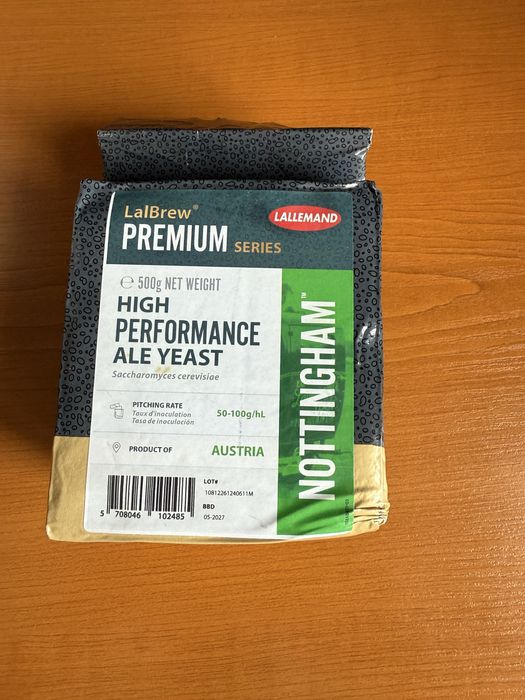 LalBrew®
PREMIUM SERIES
LALLEMAND
℮ 500g NET WEIGHT
HIGH
PERFORMANCE
ALE YEAST
Saccharomyces cerevisiae
PITCHING RATE
Taux d'inoculation
Tasa de inoculación
50-100g/hL
PRODUCT OF
AUSTRIA
NOTTINGHAM™
LOT#
10812261240611M
BBD
05-2027
5 708046 102485